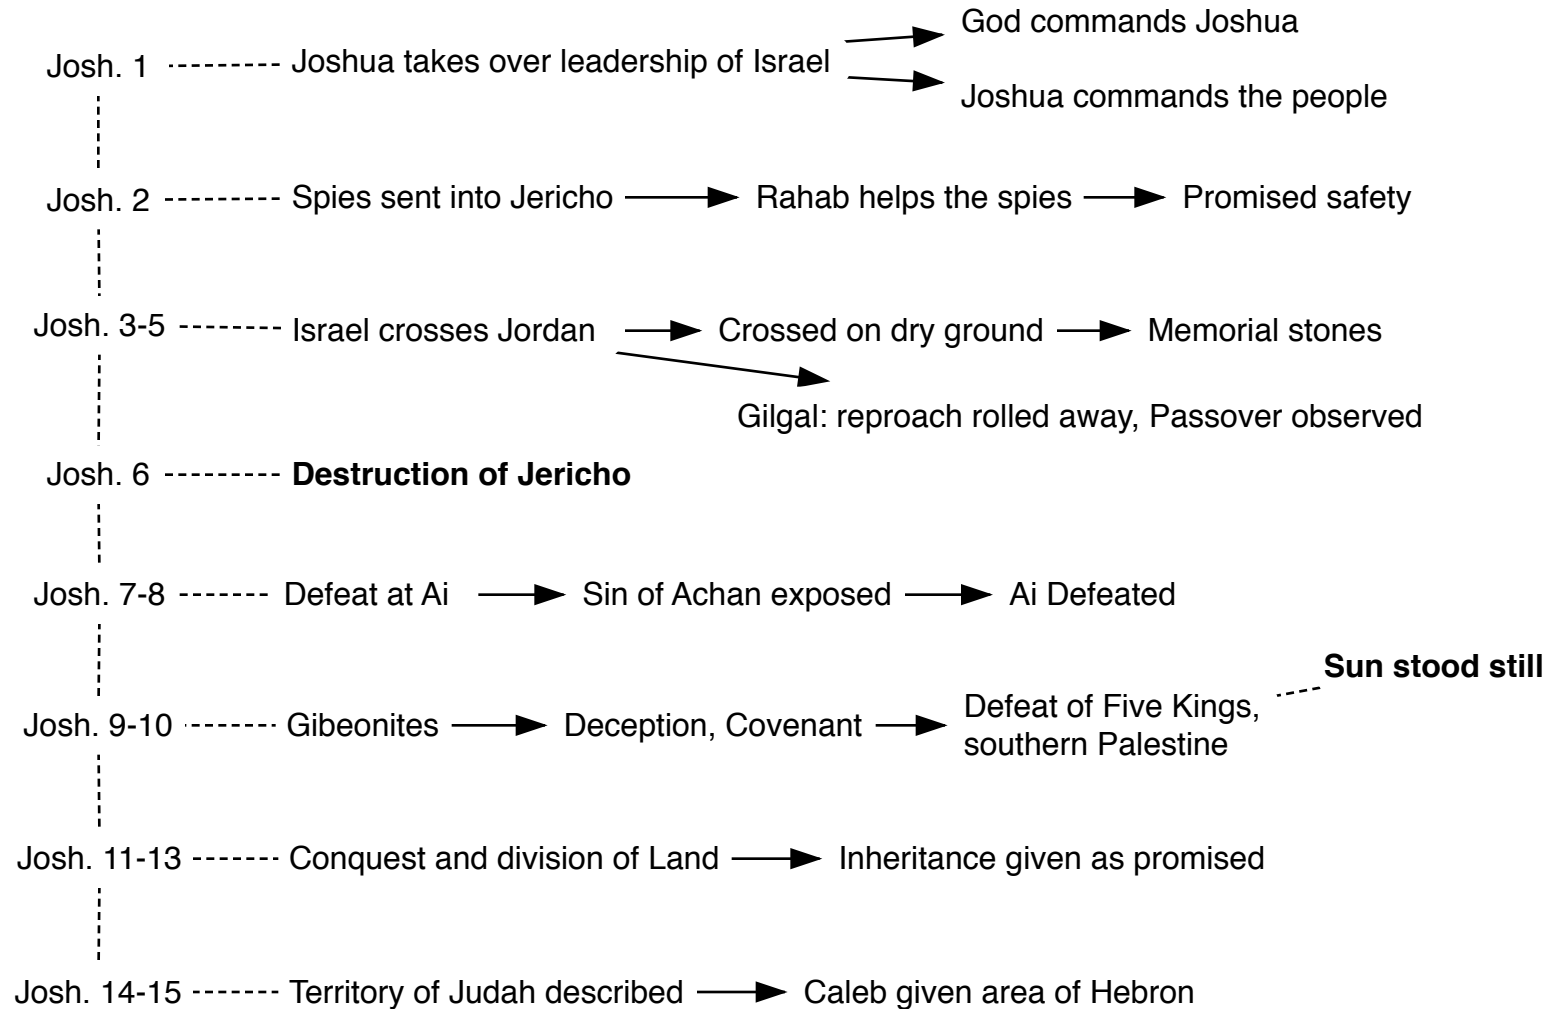 God commands Joshua
Josh. 1
Joshua takes over leadership of Israel
Joshua commands the people
Josh. 2
Spies sent into Jericho
Rahab helps the spies
Promised safety
Josh. 3-5
Israel crosses Jordan
Crossed on dry ground
Memorial stones
Gilgal: reproach rolled away, Passover observed
Josh. 6
Destruction of Jericho
Josh. 7-8
Defeat at Ai
Sin of Achan exposed
Ai Defeated
Sun stood still
Josh. 9-10
Gibeonites
Deception, Covenant
Defeat of Five Kings,
southern Palestine
Josh. 11-13
Conquest and division of Land
Inheritance given as promised
Josh. 14-15
Territory of Judah described
Caleb given area of Hebron